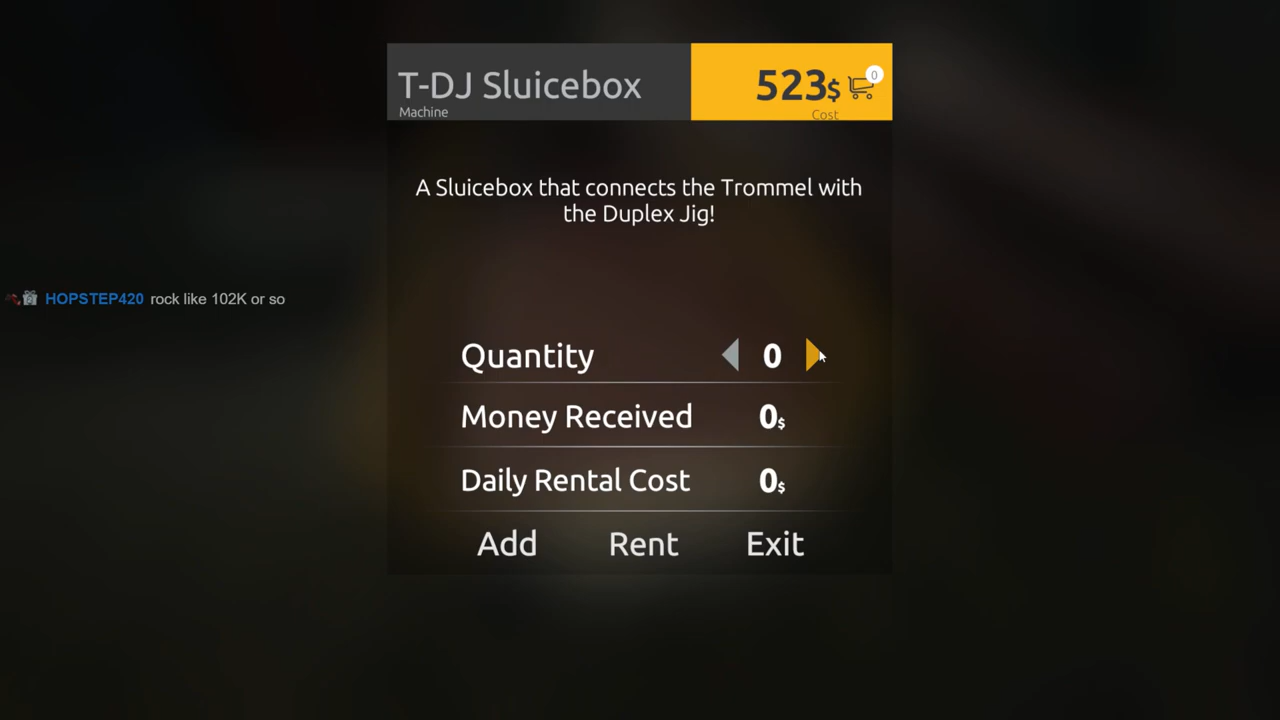 T-DJ Sluicebox
Machine
523$
0
Cost
A Sluicebox that connects the Trommel with
the Duplex Jig!
HOPSTEP420 rock like 102K or so
Quantity 0
Money Received 0$
Daily Rental Cost 0$
Add Rent Exit